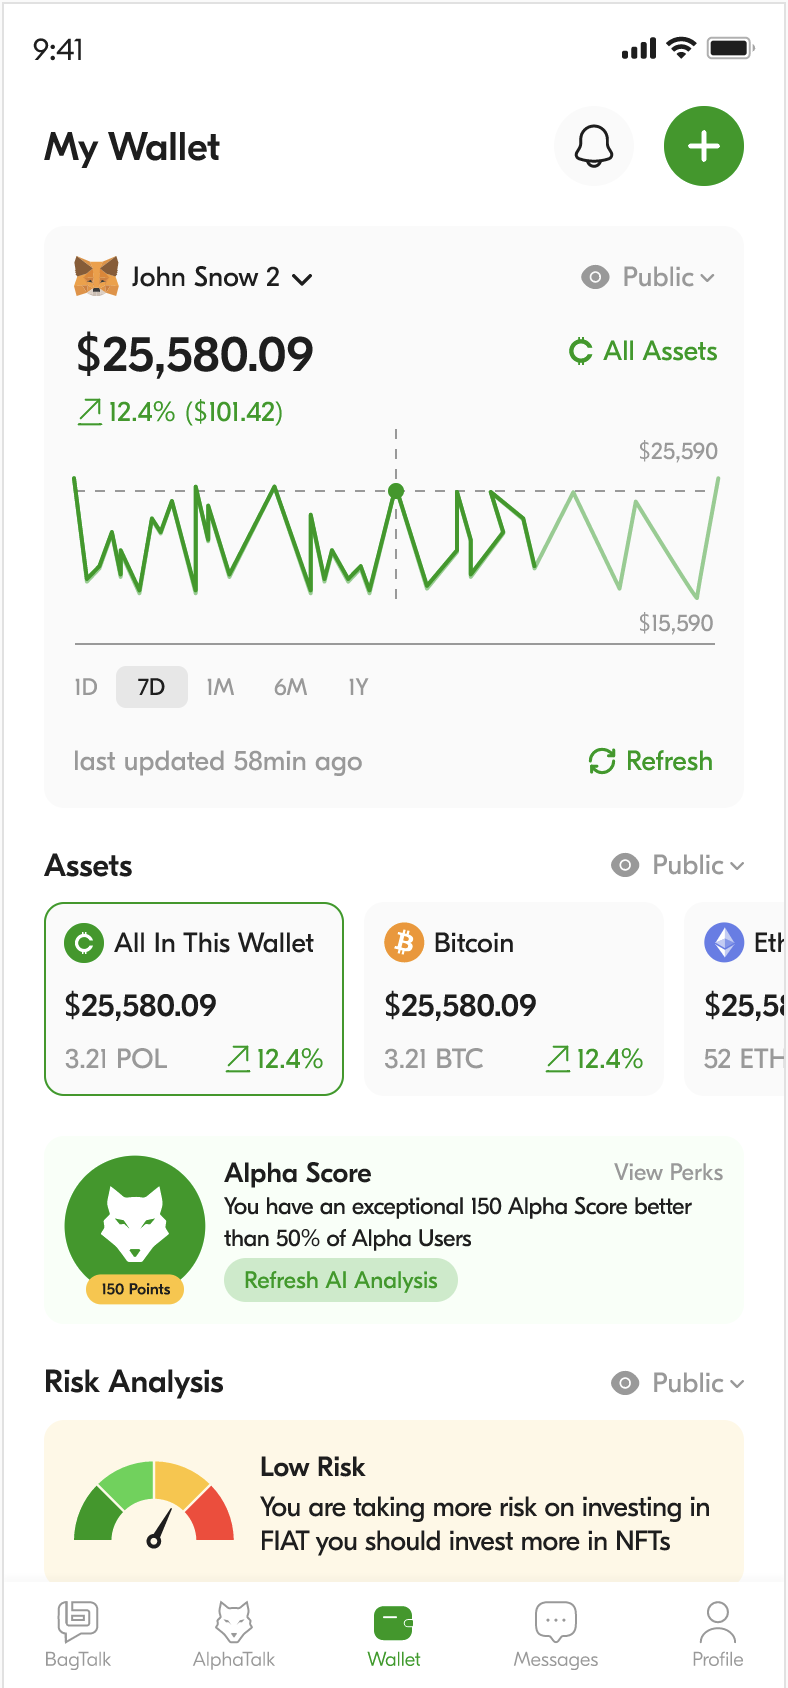 9:41
My Wallet
John Snow 2
Public
$25,580.09
All Assets
12.4% ($101.42)
$25,590
$15,590
1D 7D 1M 6M 1Y
last updated 58min ago
Refresh
Assets
Public
All In This Wallet
$25,580.09
3.21 POL
12.4%
Bitcoin
$25,580.09
3.21 BTC
12.4%
Eth
$25,58
52 ETH
Alpha Score
View Perks
You have an exceptional 150 Alpha Score better
than 50% of Alpha Users
Refresh AI Analysis
150 Points
Risk Analysis
Public
Low Risk
You are taking more risk on investing in
FIAT you should invest more in NFTs
BagTalk
AlphaTalk
Wallet
Messages
Profile